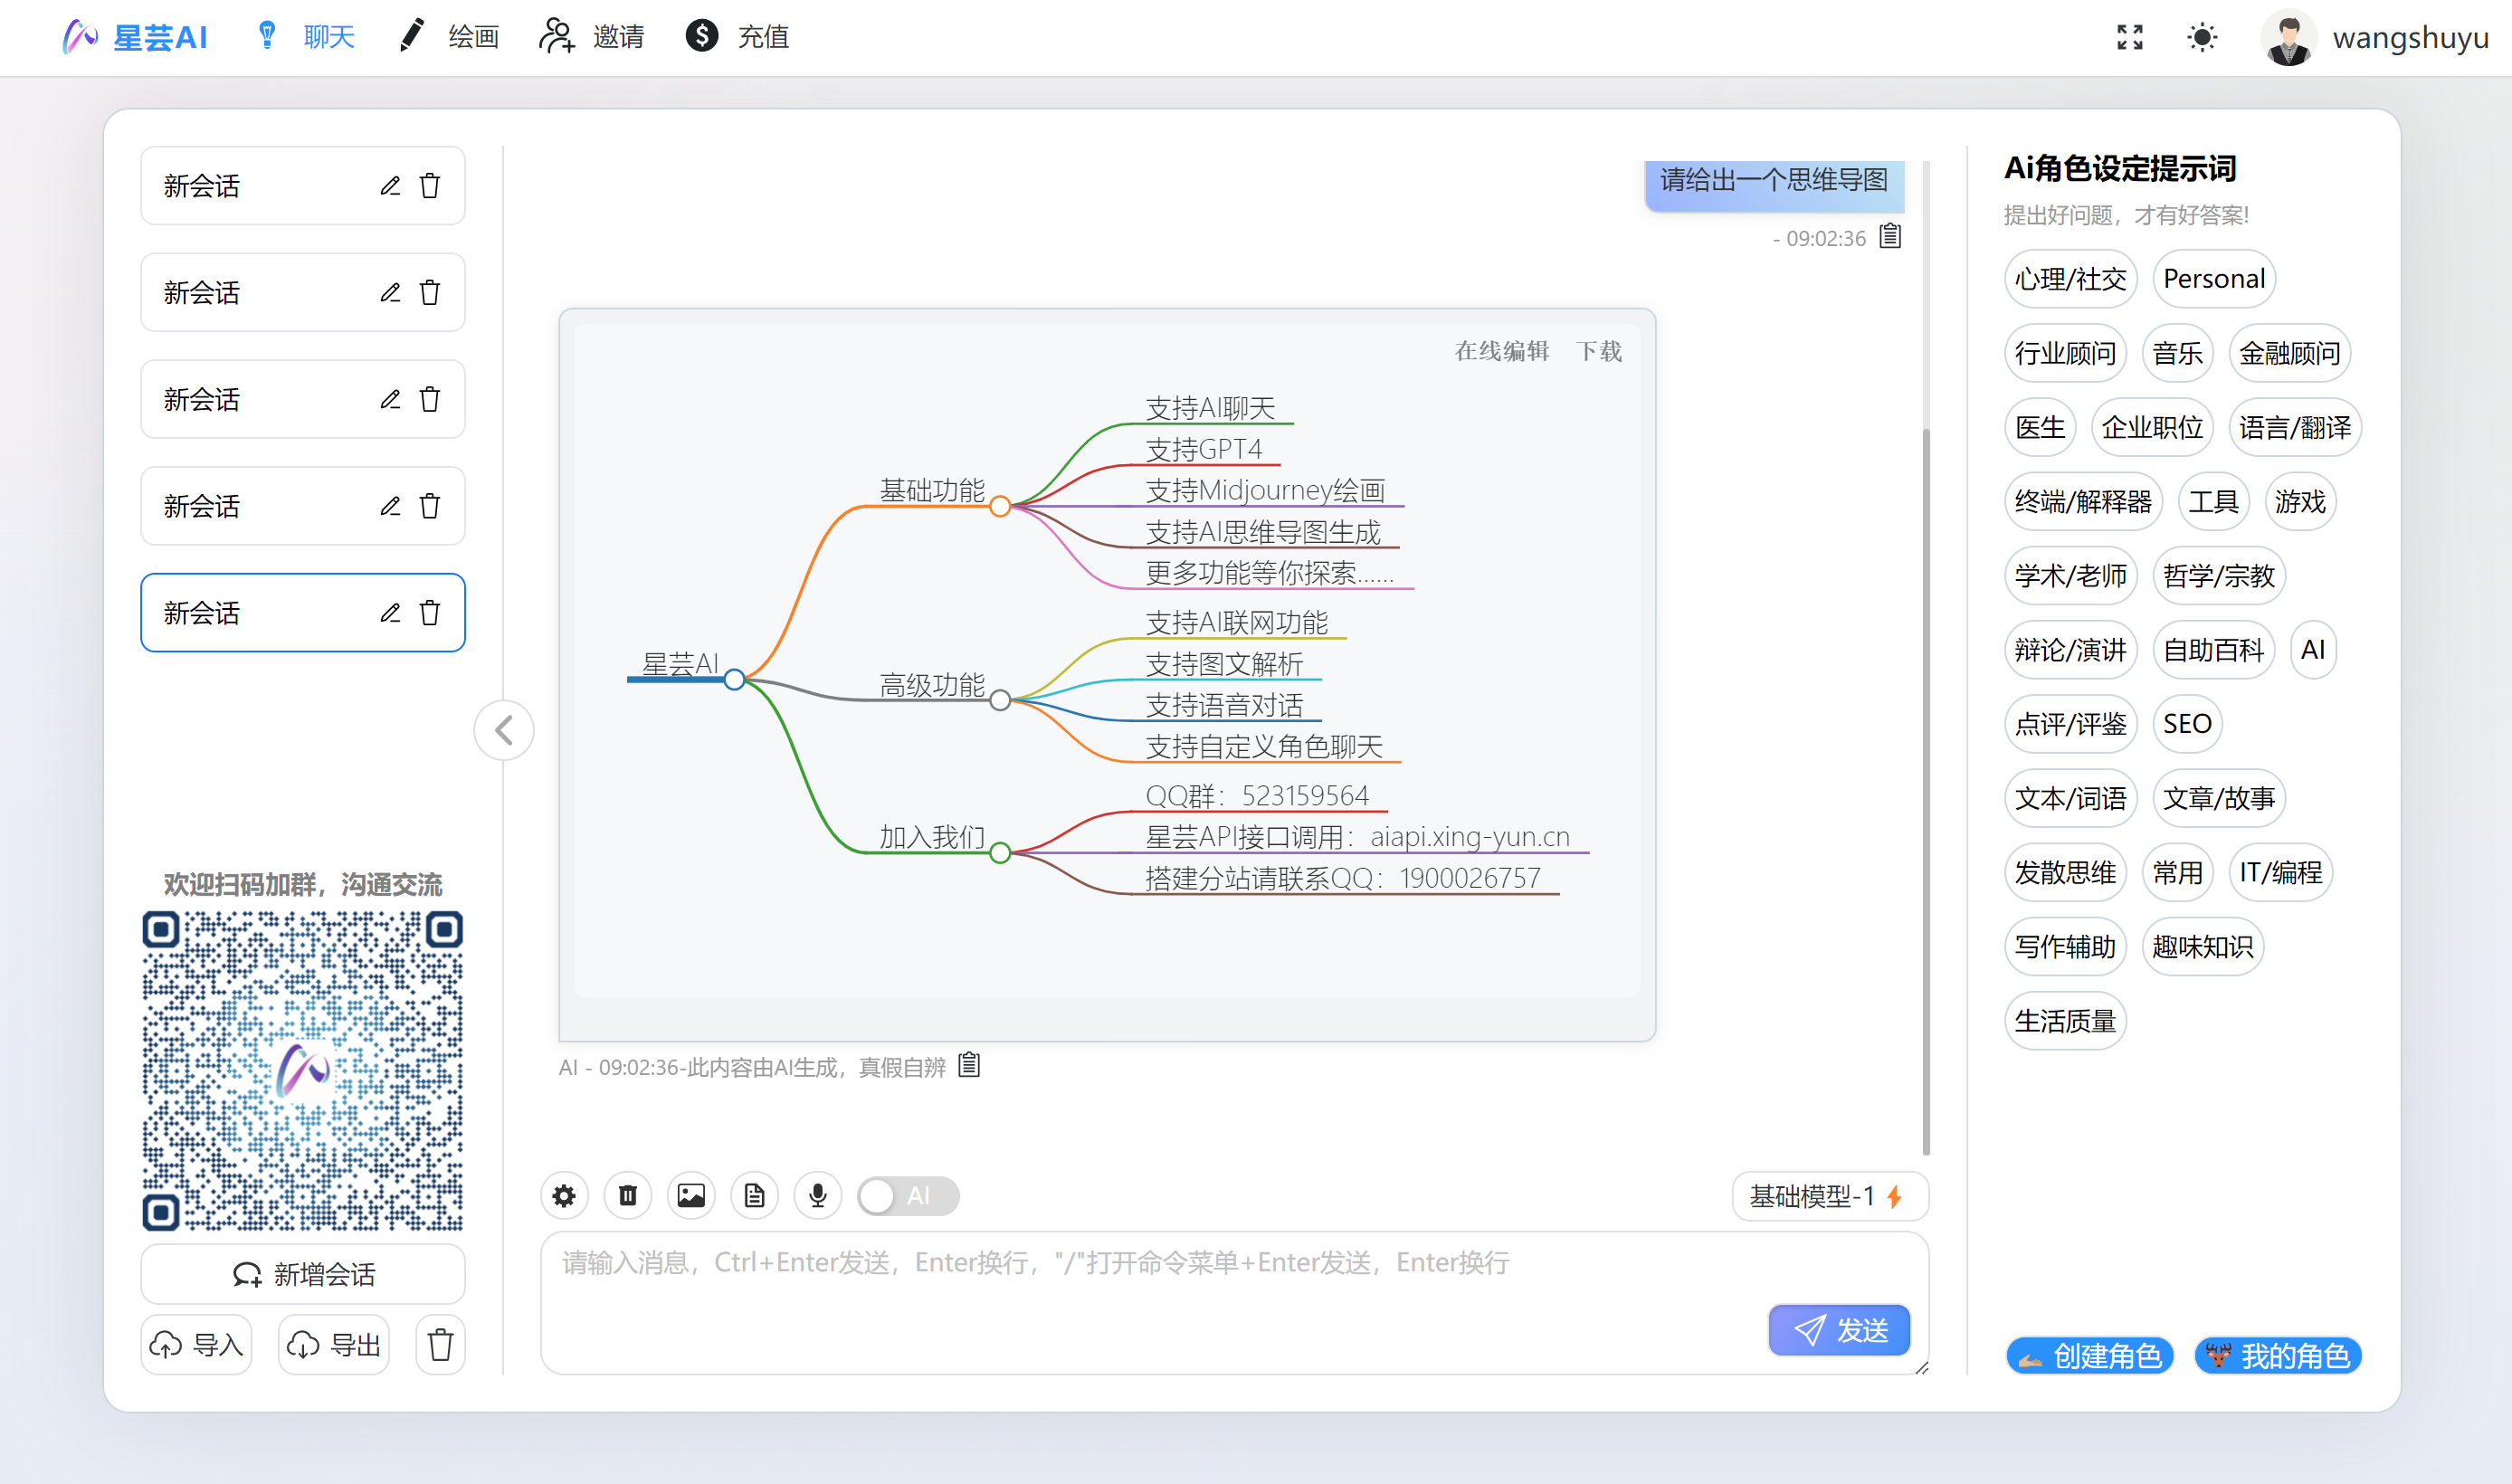 星芸AI 聊天 绘画 邀请 充值 wangshuyu
新会话
新会话
新会话
新会话
新会话
欢迎扫码加群，沟通交流
新增会话
导入 导出
请给出一个思维导图
- 09:02:36
在线编辑 下载
星芸AI
基础功能
支持AI聊天
支持GPT4
支持Midjourney绘画
支持AI思维导图生成
更多功能等你探索……
高级功能
支持AI联网功能
支持图文解析
支持语音对话
支持自定义角色聊天
加入我们
QQ群：523159564
星芸API接口调用：aiapi.xing-yun.cn
搭建分站请联系QQ：1900026757
AI - 09:02:36-此内容由AI生成，真假自辨
AI
基础模型-1
请输入消息，Ctrl+Enter发送，Enter换行，"/"打开命令菜单+Enter发送，Enter换行
发送
Ai角色设定提示词
提出好问题，才有好答案!
心理/社交 Personal
行业顾问 音乐 金融顾问
医生 企业职位 语言/翻译
终端/解释器 工具 游戏
学术/老师 哲学/宗教
辩论/演讲 自助百科 AI
点评/评鉴 SEO
文本/词语 文章/故事
发散思维 常用 IT/编程
写作辅助 趣味知识
生活质量
创建角色 我的角色